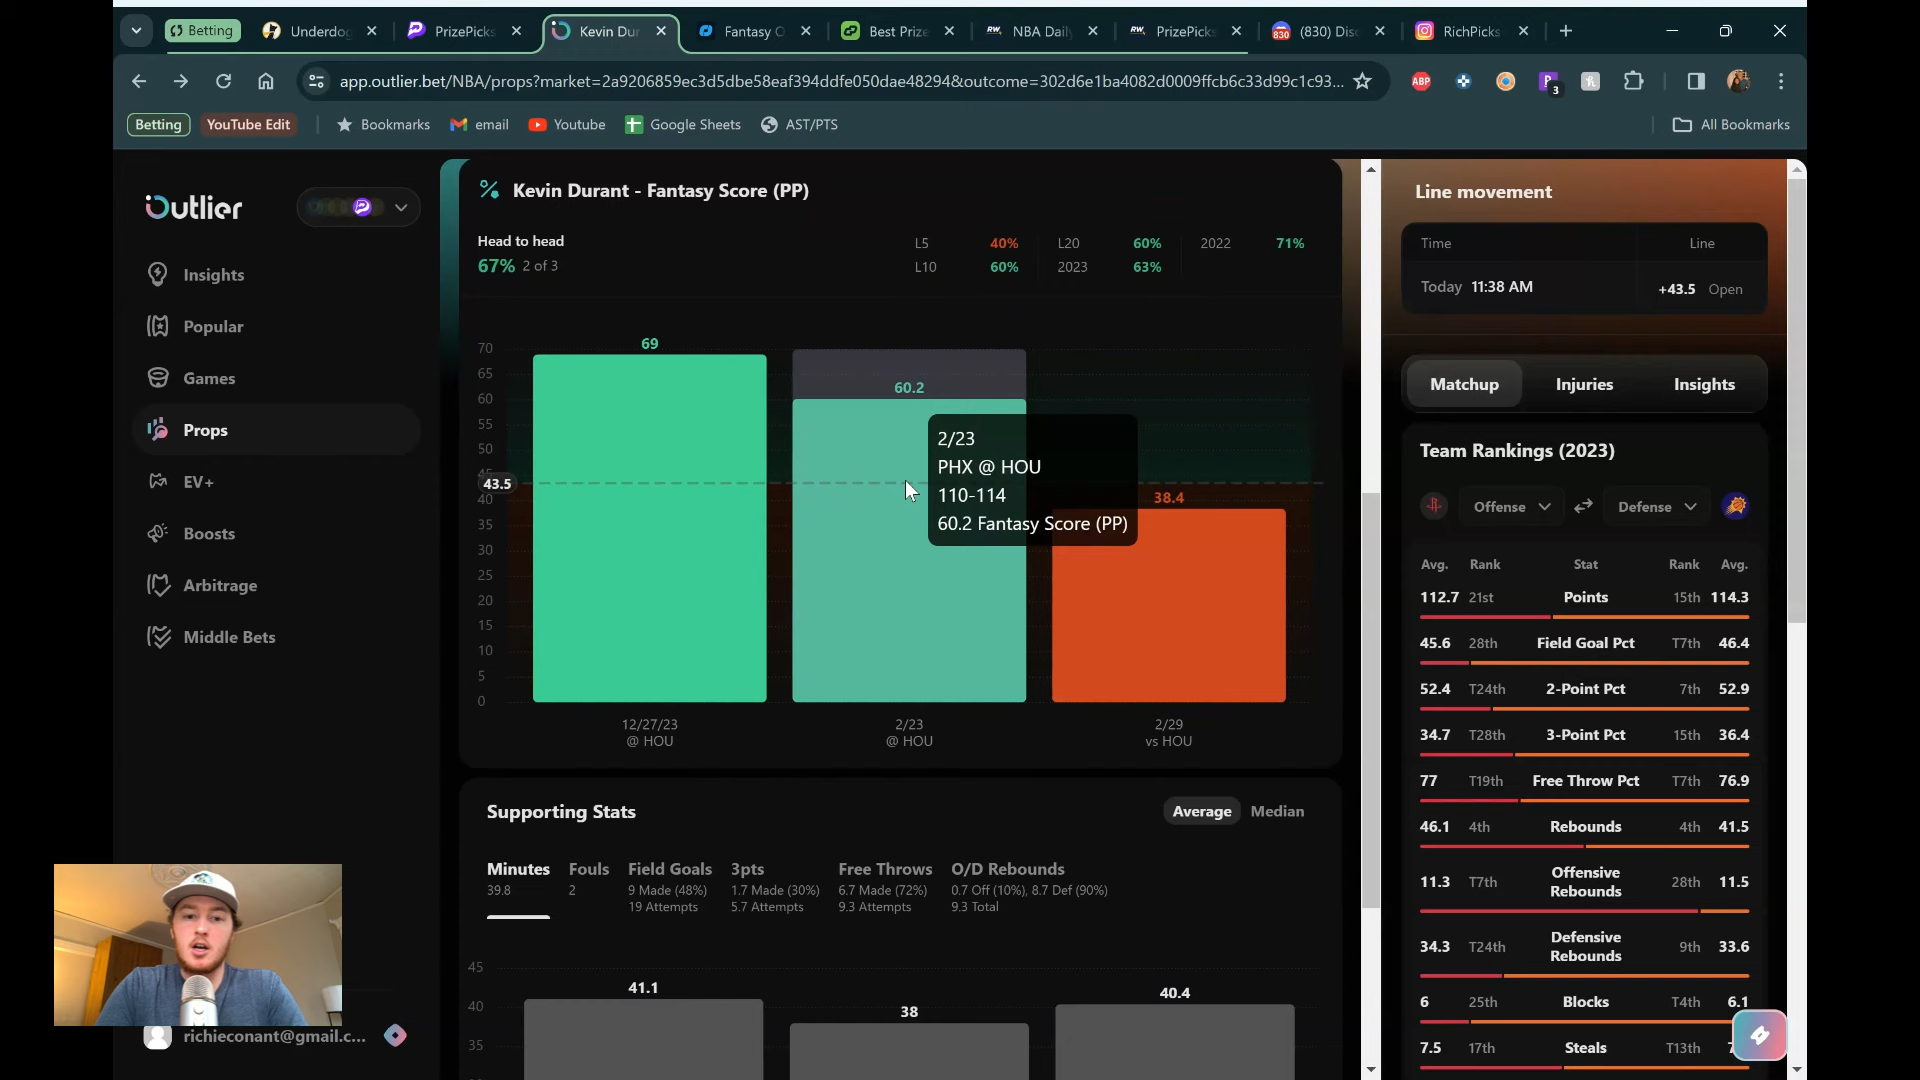 Betting
Underdog
PrizePicks
Kevin Dur
Fantasy O
Best Prize
NBA Daily
PrizePicks
(830) Disc
RichPicks
app.outlier.bet/NBA/props?market=2a9206859ec3d5dbe58eaf394ddfe050dae48294&outcome=302d6e1ba4082d0009ffcb6c33d99c1c93...
ABP
3
Betting
YouTube Edit
Bookmarks
email
Youtube
Google Sheets
AST/PTS
All Bookmarks
Outlier
Insights
Popular
Games
Props
EV+
Boosts
Arbitrage
Middle Bets
richieconant@gmail.c...
Kevin Durant - Fantasy Score (PP)
Head to head
67% 2 of 3
L5 40% L20 60% 2022 71%
L10 60% 2023 63%
70
65
60
55
50
45
43.5
40
35
30
25
20
15
10
5
0
69
60.2
38.4
2/23
PHX @ HOU
110-114
60.2 Fantasy Score (PP)
12/27/23
@ HOU
2/23
@ HOU
2/29
vs HOU
Supporting Stats
Average Median
Minutes
39.8
Fouls
2
Field Goals
9 Made (48%)
19 Attempts
3pts
1.7 Made (30%)
5.7 Attempts
Free Throws
6.7 Made (72%)
9.3 Attempts
O/D Rebounds
0.7 Off (10%), 8.7 Def (90%)
9.3 Total
45
40
35
41.1
38
40.4
Line movement
Time Line
Today 11:38 AM +43.5 Open
Matchup Injuries Insights
Team Rankings (2023)
Offense Defense
Avg. Rank Stat Rank Avg.
112.7 21st Points 15th 114.3
45.6 28th Field Goal Pct T7th 46.4
52.4 T24th 2-Point Pct 7th 52.9
34.7 T28th 3-Point Pct 15th 36.4
77 T19th Free Throw Pct T7th 76.9
46.1 4th Rebounds 4th 41.5
11.3 T7th Offensive Rebounds 28th 11.5
34.3 T24th Defensive Rebounds 9th 33.6
6 25th Blocks T4th 6.1
7.5 17th Steals T13th